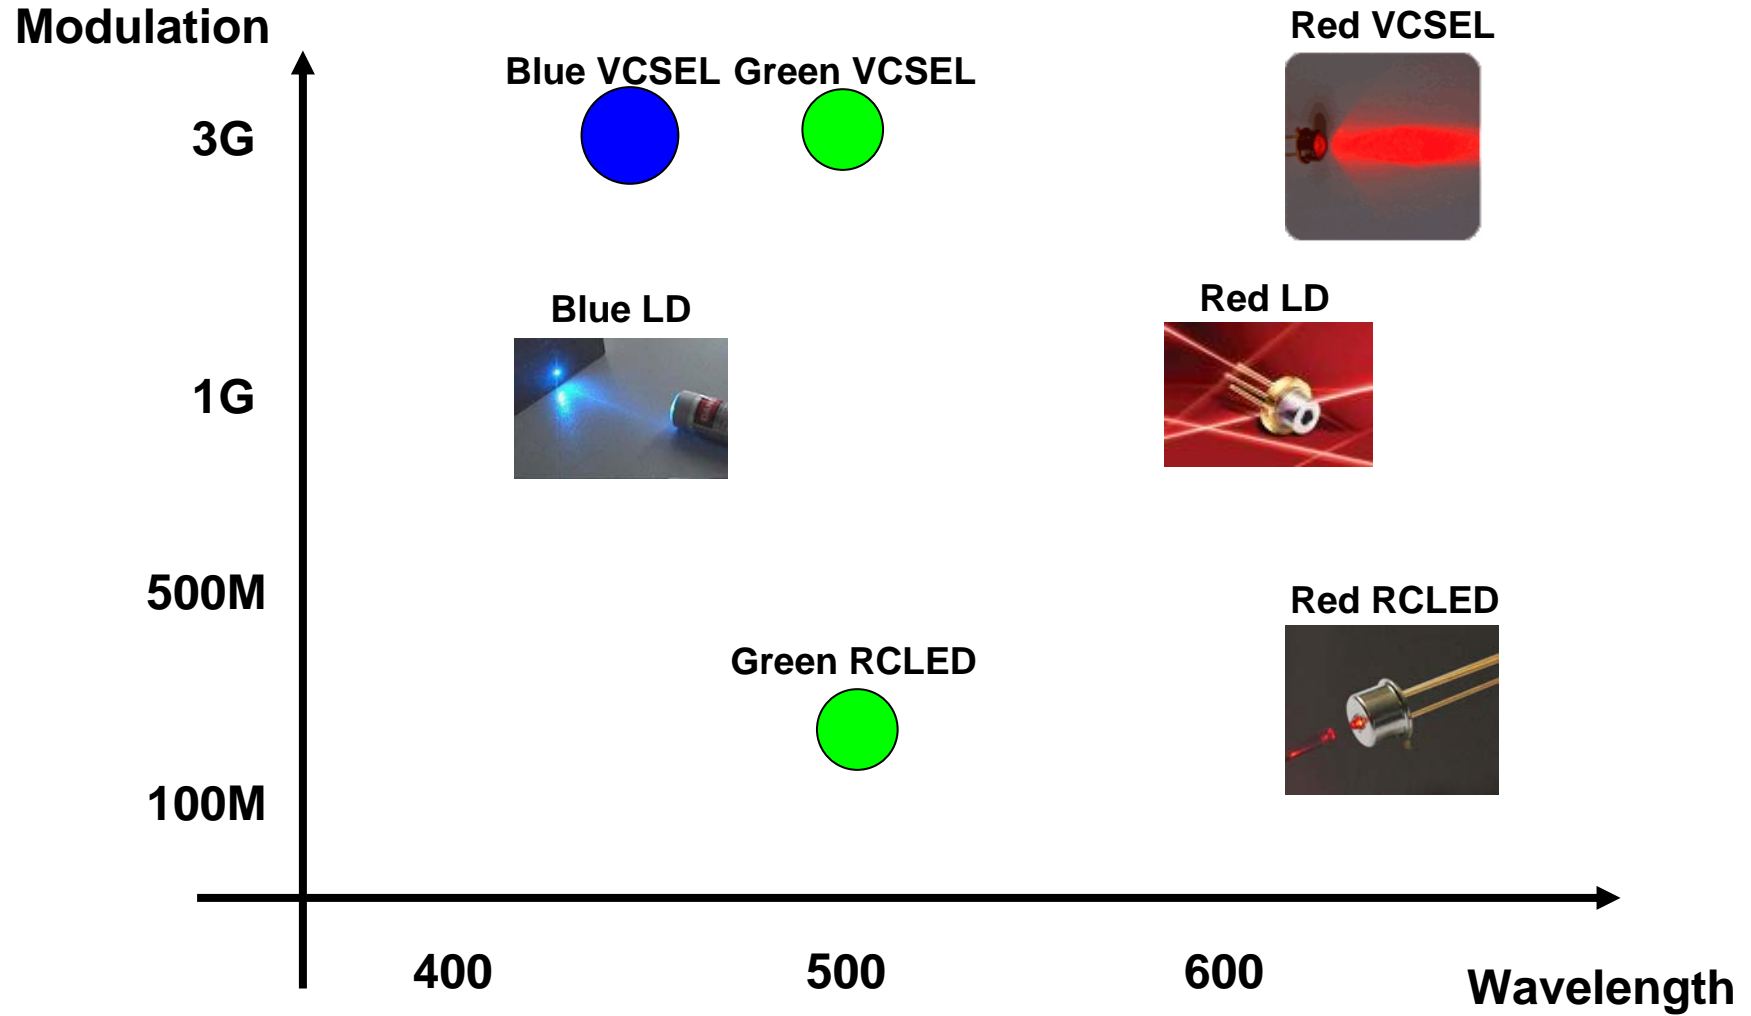 Modulation
Red VCSEL
Blue VCSEL Green VCSEL
3G
Blue LD
Red LD
1G
500M
Red RCLED
Green RCLED
100M
400
500
600
Wavelength